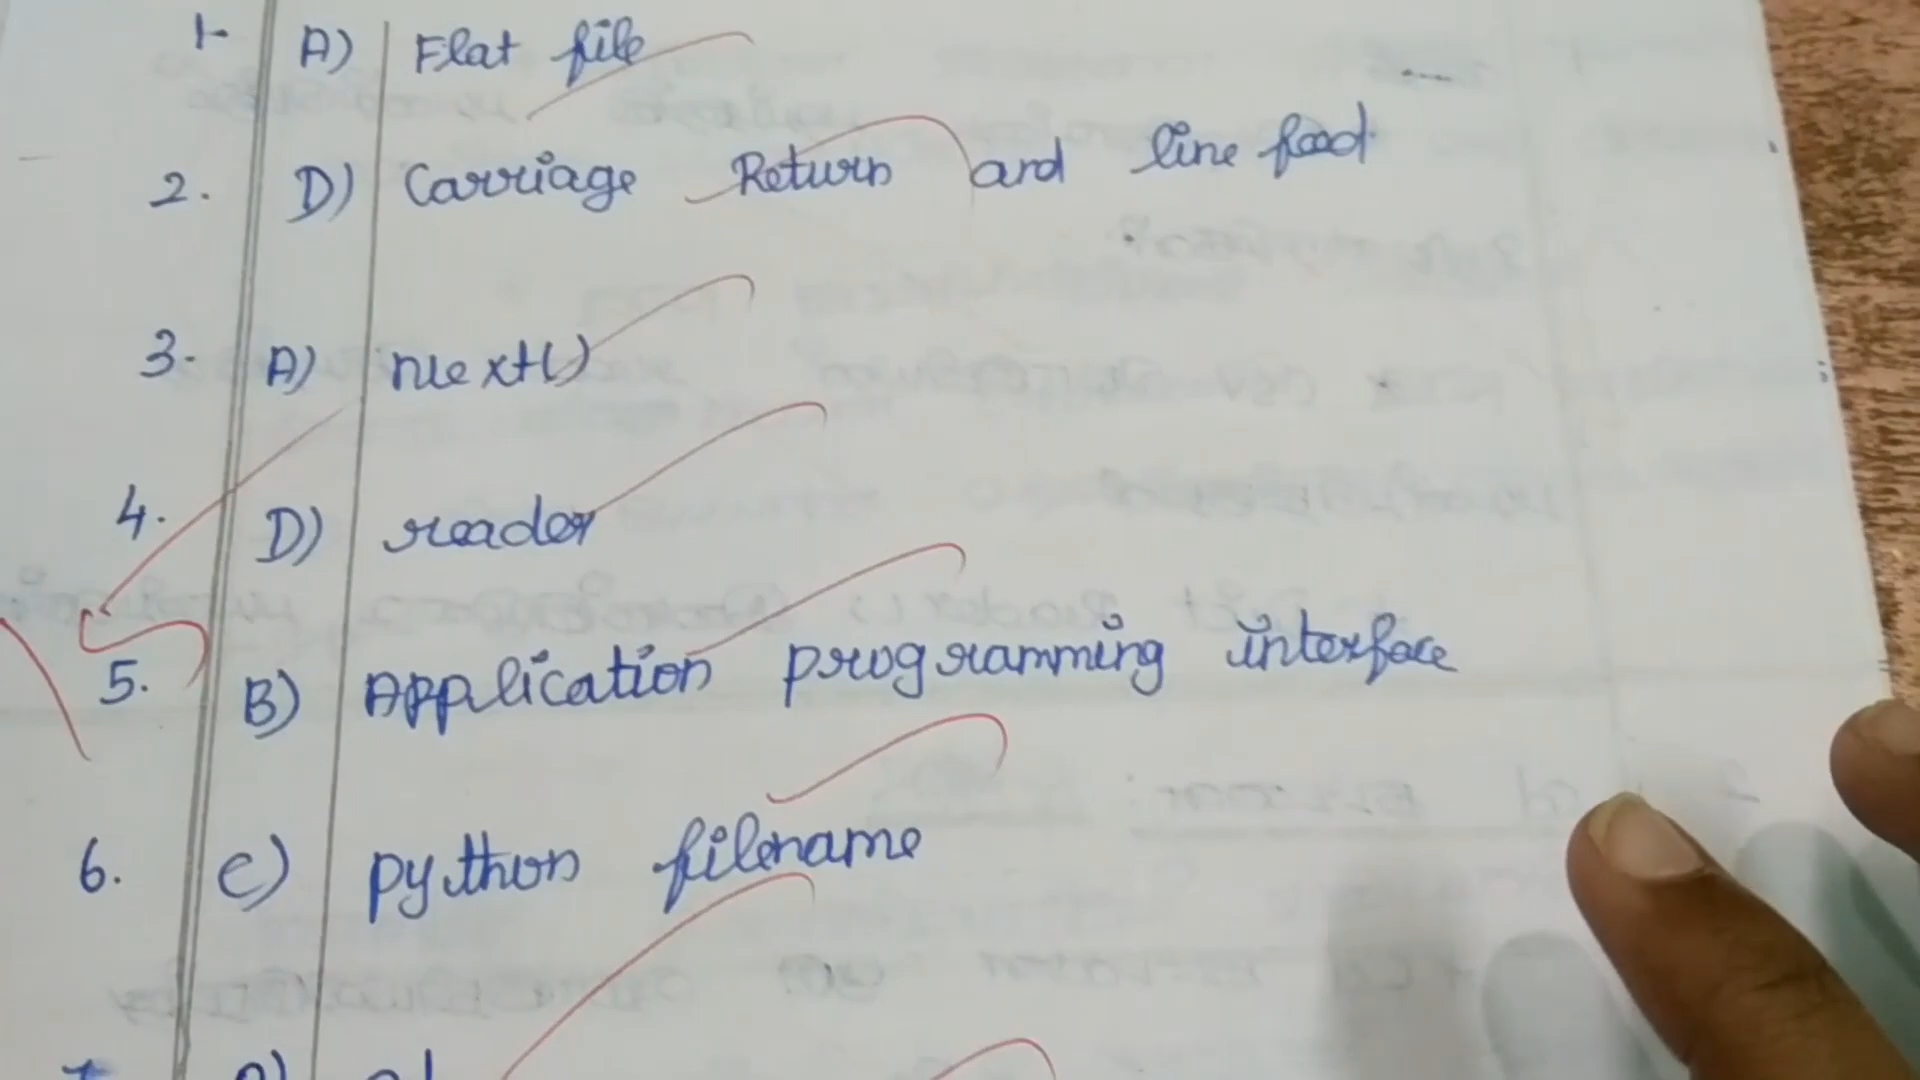 1. A) Flat file
2. D) Carriage Return and line feed
3. A) next()
4. D) reader
5. B) Application programming interface
6. c) python filename